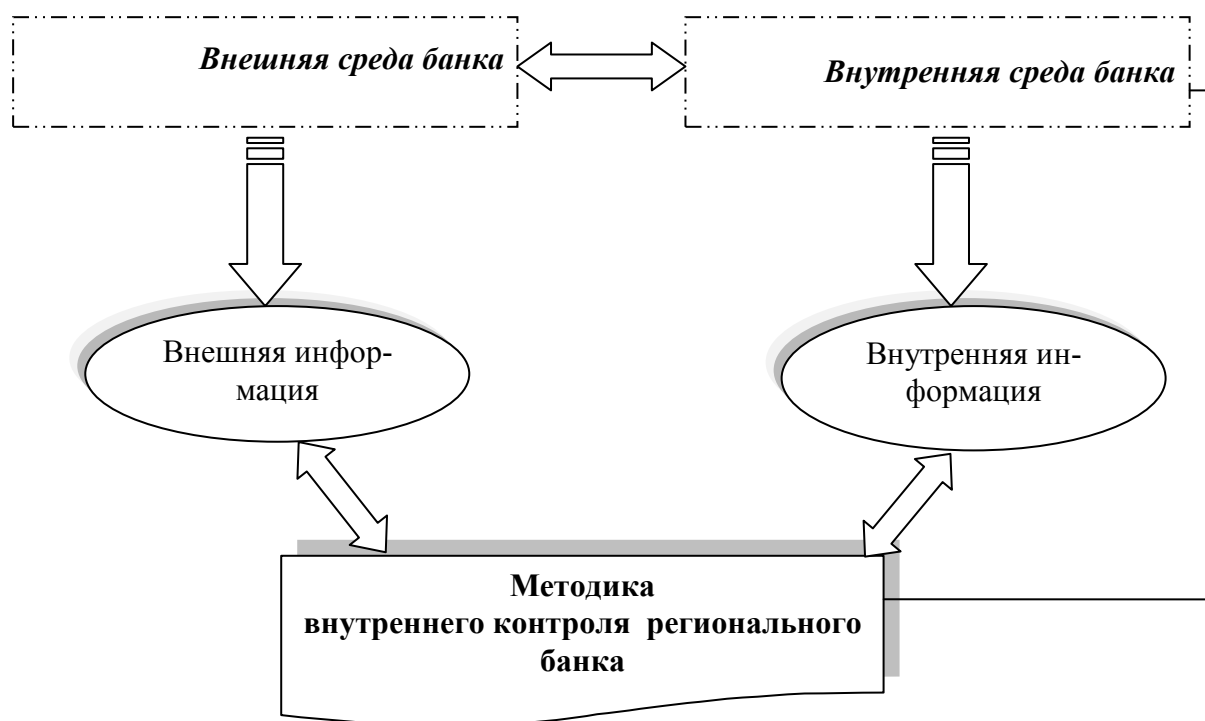 Внешняя среда банка
Внутренняя среда банка
Внешняя инфор-
мация
Внутренняя ин-
формация
Методика
внутреннего контроля  регионального
банка